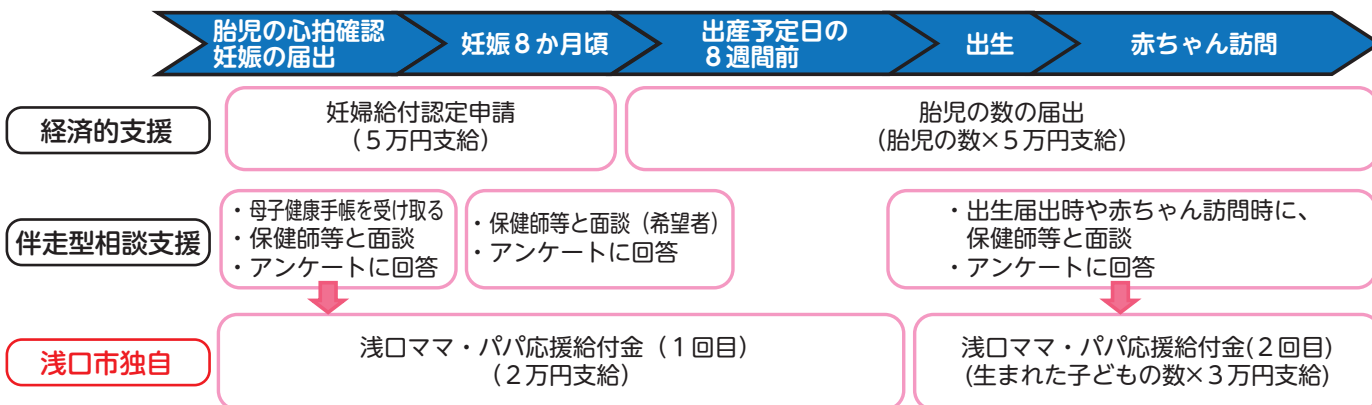 胎児の心拍確認
妊娠の届出
妊娠８か月頃
出産予定日の
８週間前
出生
赤ちゃん訪問
経済的支援
妊婦給付認定申請
（５万円支給）
胎児の数の届出
(胎児の数×５万円支給)
伴走型相談支援
・母子健康手帳を受け取る
・保健師等と面談
・アンケートに回答
・保健師等と面談（希望者）
・アンケートに回答
・出生届出時や赤ちゃん訪問時に、
保健師等と面談
・アンケートに回答
浅口市独自
浅口ママ・パパ応援給付金（１回目）
（２万円支給）
浅口ママ・パパ応援給付金(２回目)
(生まれた子どもの数×３万円支給)